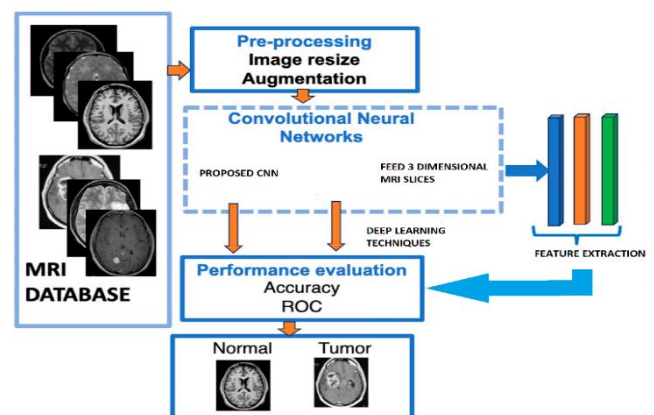 Pre-processing
Image resize
Augmentation
Convolutional Neural
Networks
PROPOSED CNN
FEED 3 DIMENSIONAL
MRI SLICES
DEEP LEARNING
TECHNIQUES
FEATURE EXTRACTION
MRI
DATABASE
Performance evaluation
Accuracy
ROC
Normal
Tumor